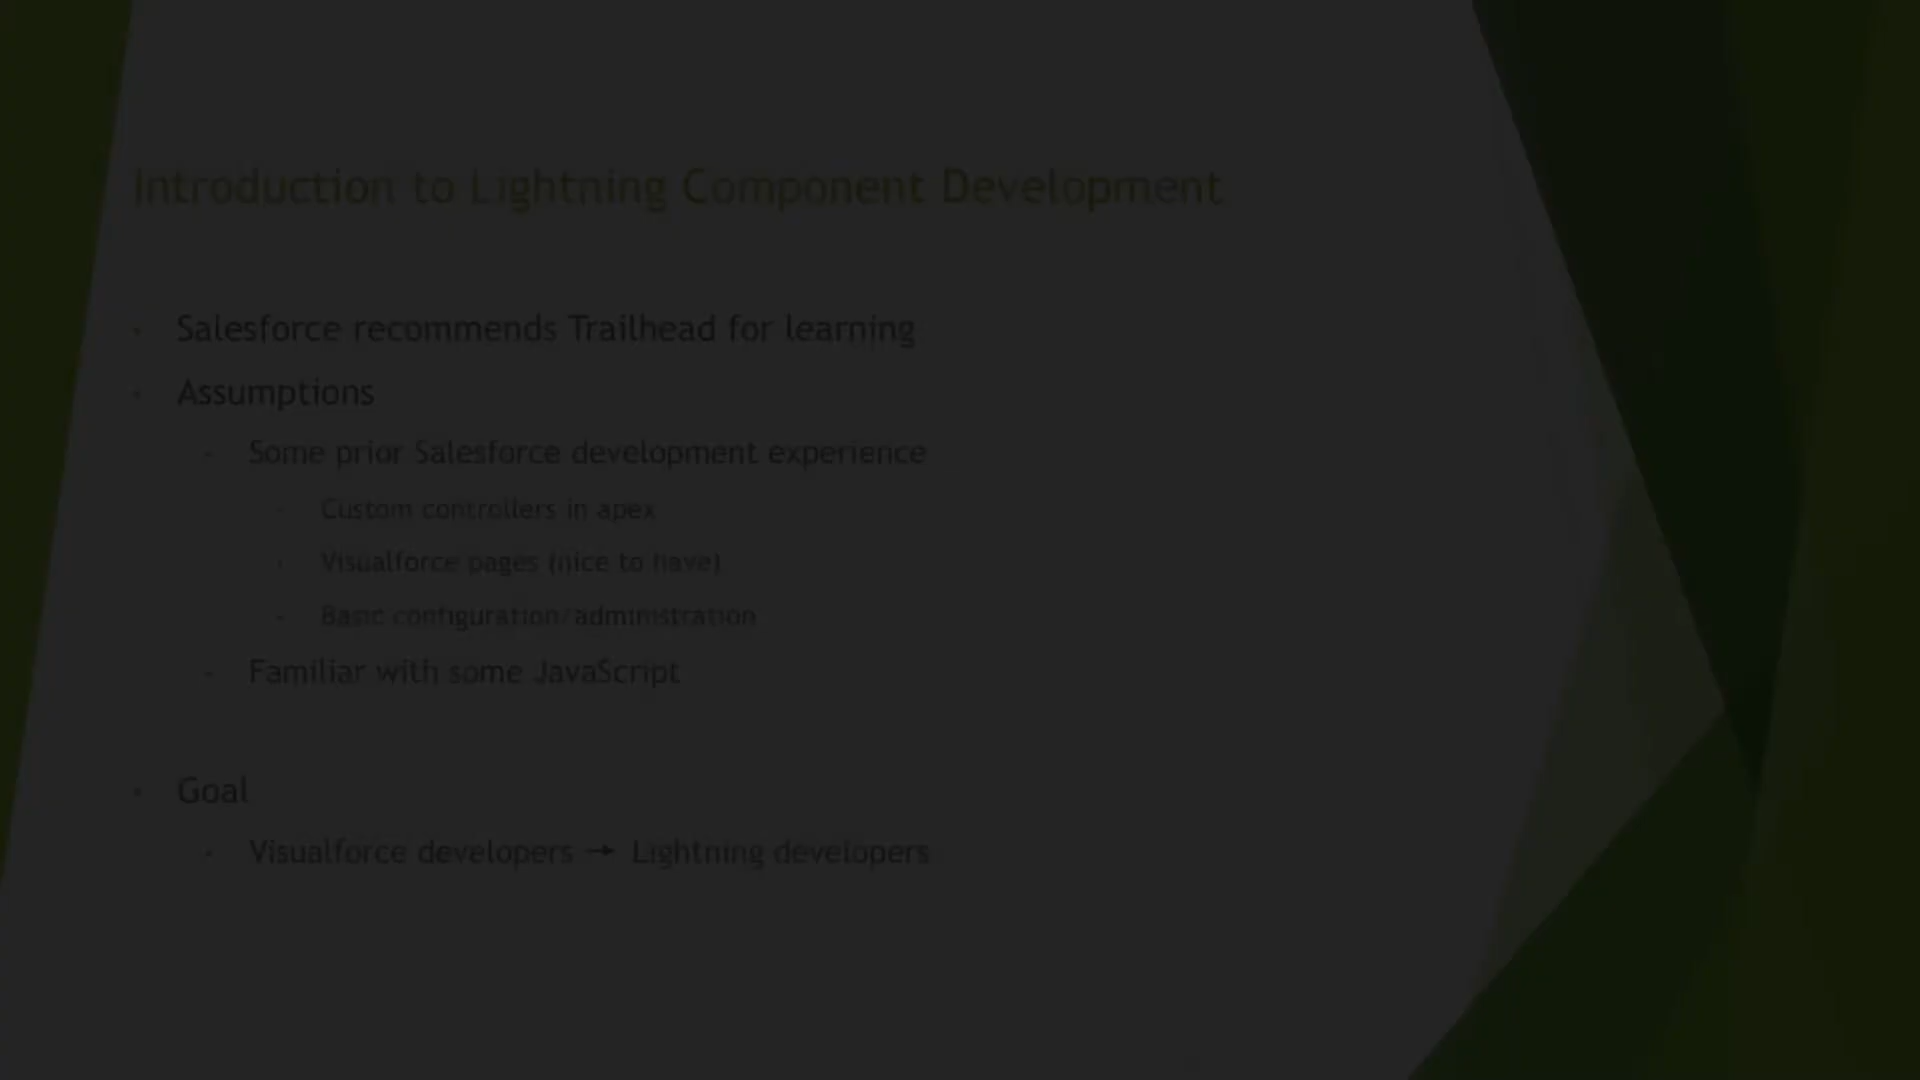 Introduction to Lightning Component Development
Salesforce recommends Trailhead for learning
Assumptions
Some prior Salesforce development experience
Custom controllers in apex
Visualforce pages (nice to have)
Basic configuration/administration
Familiar with some JavaScript
Goal
Visualforce developers → Lightning developers